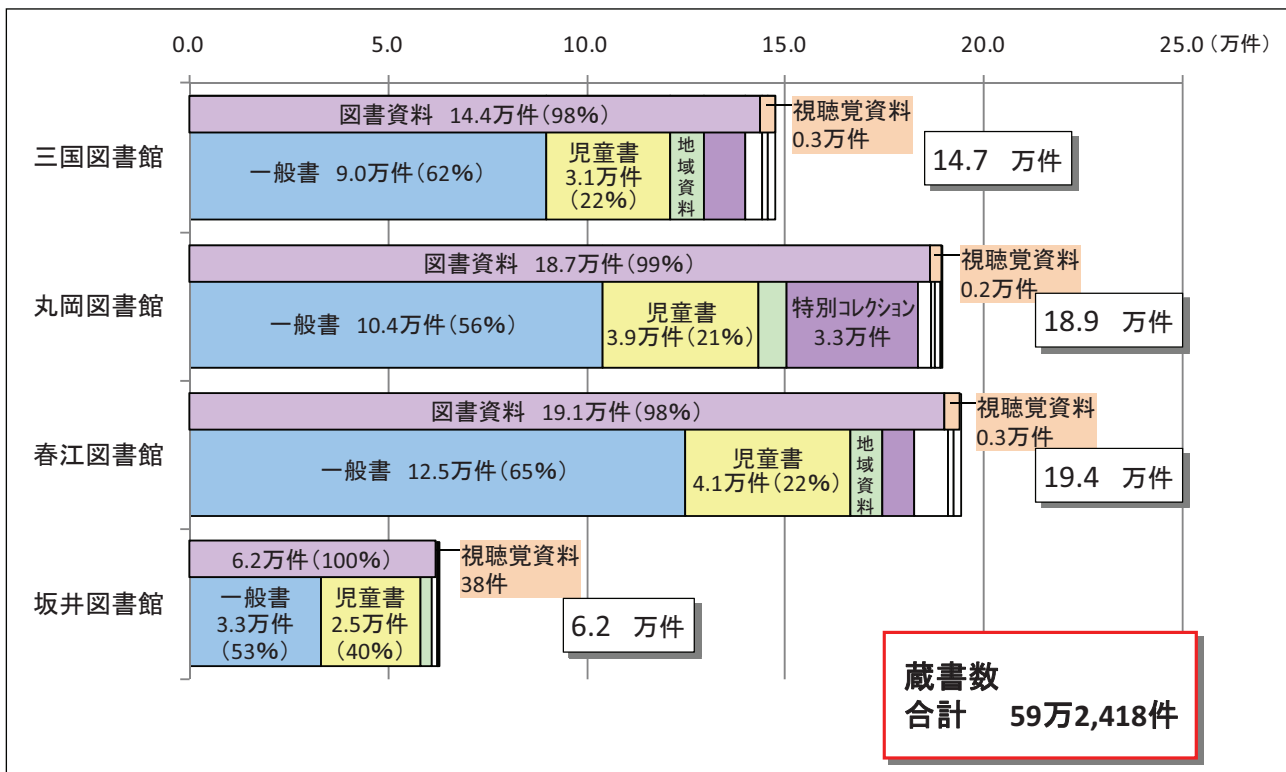 0.0 5.0 10.0 15.0 20.0 25.0 (万件)
三国図書館
図書資料 14.4万件(98%)
視聴覚資料
0.3万件
一般書 9.0万件(62%)
児童書
3.1万件
(22%)
地域資料
14.7 万件
丸岡図書館
図書資料 18.7万件(99%)
視聴覚資料
0.2万件
一般書 10.4万件(56%)
児童書
3.9万件(21%)
特別コレクション
3.3万件
18.9 万件
春江図書館
図書資料 19.1万件(98%)
視聴覚資料
0.3万件
一般書 12.5万件(65%)
児童書
4.1万件(22%)
地域資料
19.4 万件
坂井図書館
6.2万件(100%)
視聴覚資料
38件
一般書
3.3万件
(53%)
児童書
2.5万件
(40%)
6.2 万件
蔵書数
合計 59万2,418件